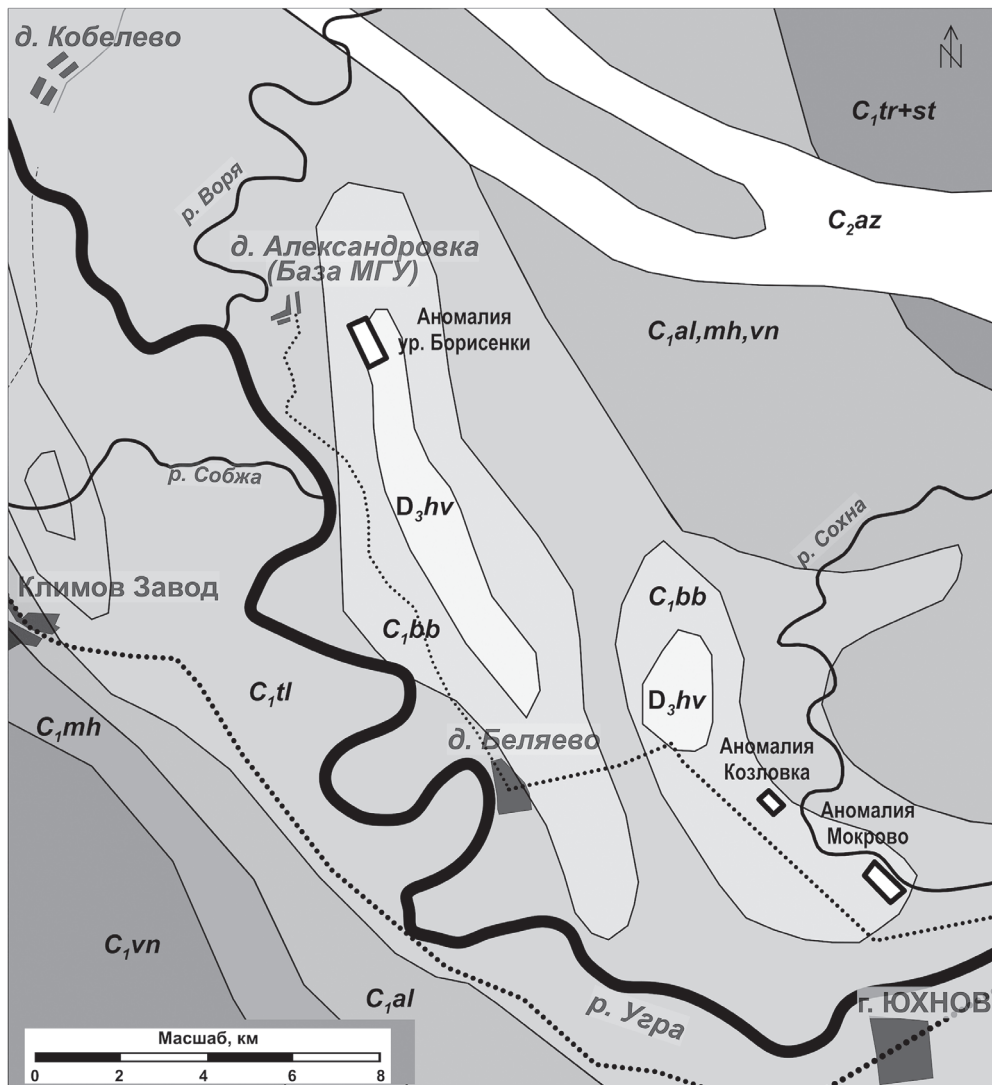 д. Кобелево
N
C₁tr+st
р. Воря
C₂az
д. Александровка
(База МГУ)
Аномалия
ур. Борисенки
C₁al,mh,vn
р. Собжа
D₃hv
р. Сохна
Климов Завод
C₁bb
C₁bb
C₁tl
D₃hv
C₁mh
д. Беляево
Аномалия
Козловка
Аномалия
Мокрово
C₁vn
C₁al
р. Угра
г. ЮХНОВ
Масштаб, км
0 2 4 6 8